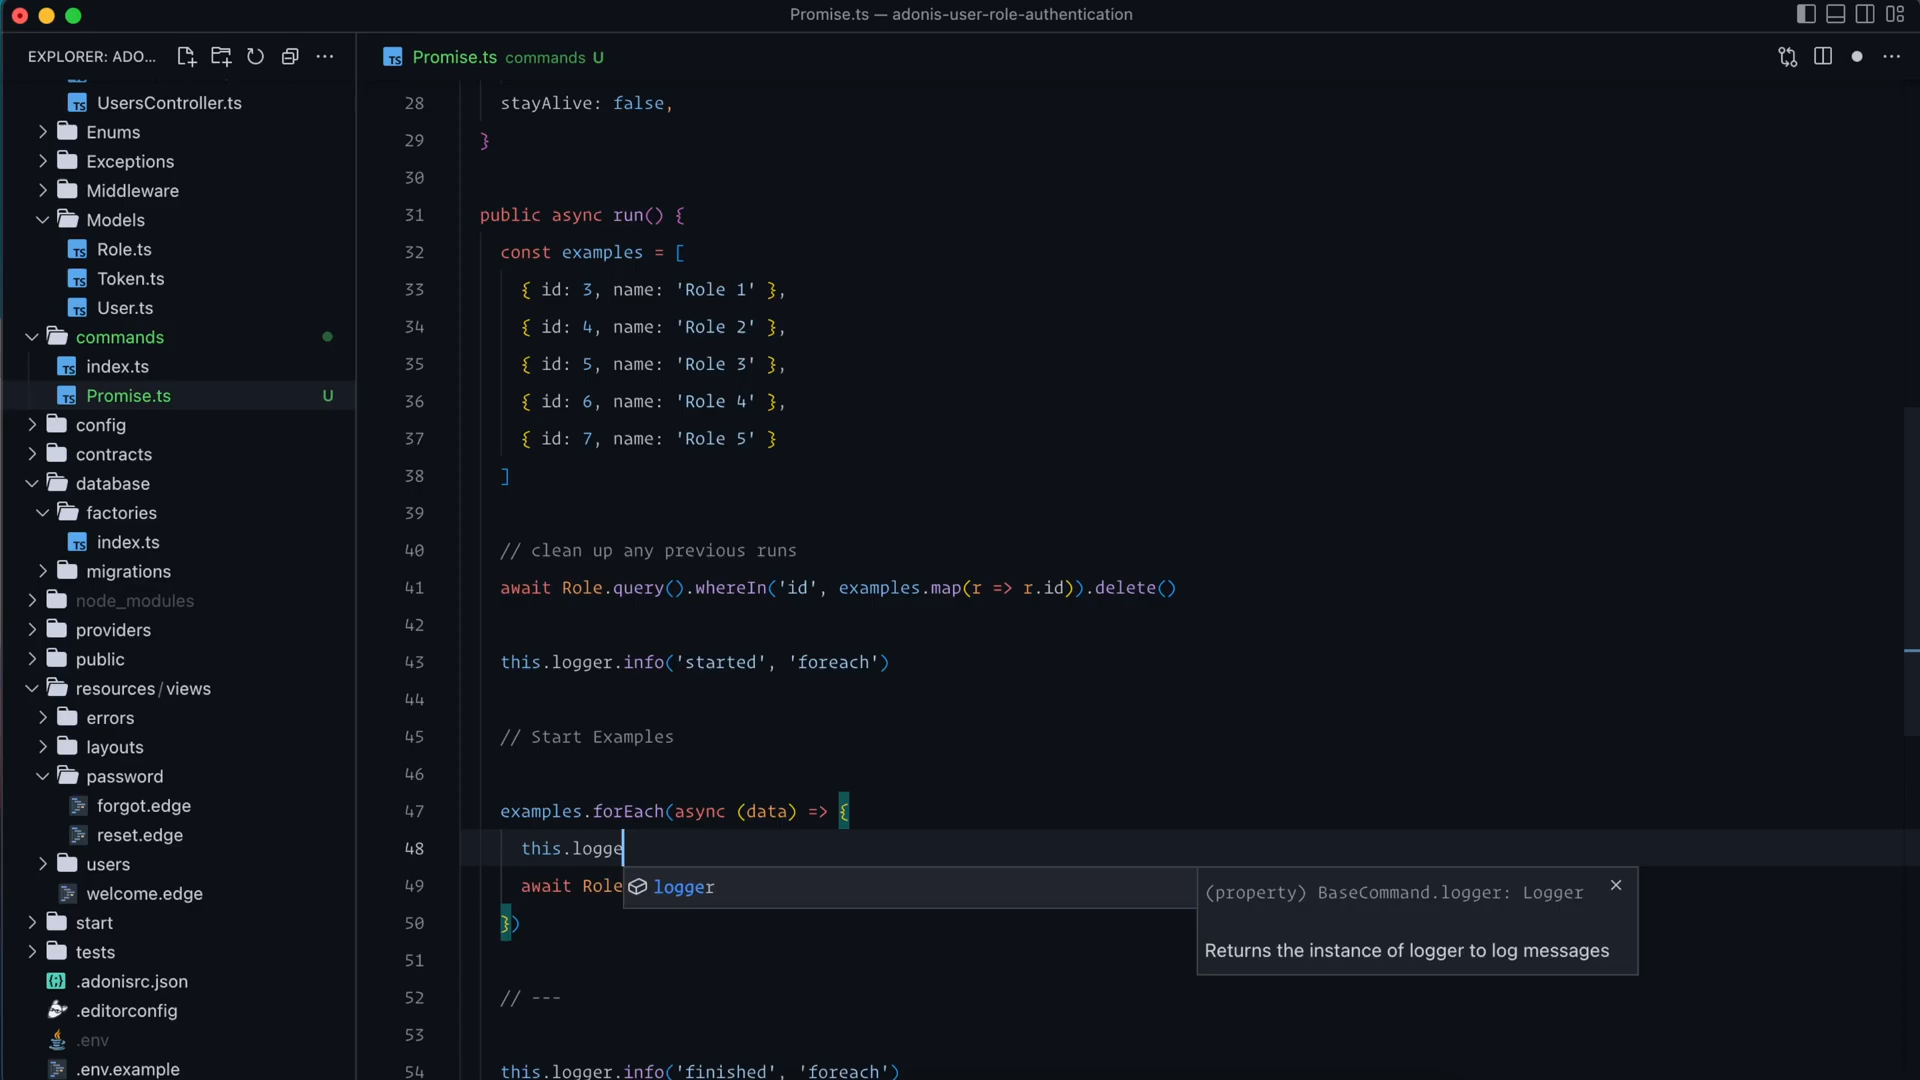 Promise.ts — adonis-user-role-authentication
EXPLORER: ADO...
UsersController.ts
Enums
Exceptions
Middleware
Models
Role.ts
Token.ts
User.ts
commands
index.ts
Promise.ts U
config
contracts
database
factories
index.ts
migrations
node_modules
providers
public
resources/views
errors
layouts
password
forgot.edge
reset.edge
users
welcome.edge
start
tests
.adonisrc.json
.editorconfig
.env
.env.example
Promise.ts commands U
28 stayAlive: false,
29 }
30
31 public async run() {
32 const examples = [
33 { id: 3, name: 'Role 1' },
34 { id: 4, name: 'Role 2' },
35 { id: 5, name: 'Role 3' },
36 { id: 6, name: 'Role 4' },
37 { id: 7, name: 'Role 5' }
38 ]
39
40 // clean up any previous runs
41 await Role.query().whereIn('id', examples.map(r => r.id)).delete()
42
43 this.logger.info('started', 'foreach')
44
45 // Start Examples
46
47 examples.forEach(async (data) => {
48 this.logge
49 await Role
50 })
51
52 // ---
53
54 this.logger.info('finished', 'foreach')
logger
(property) BaseCommand.logger: Logger
Returns the instance of logger to log messages